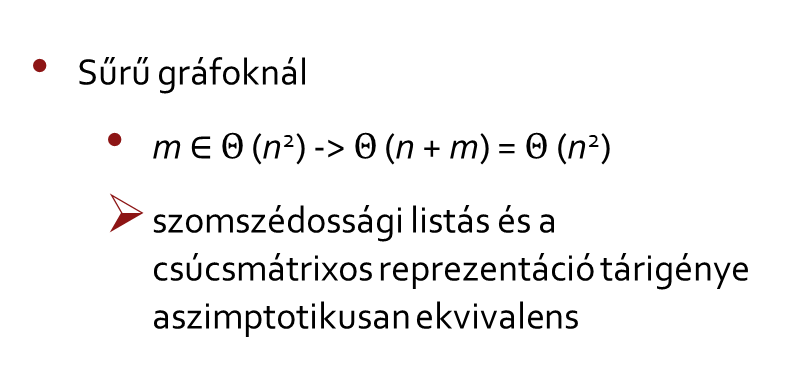 Sűrű gráfoknál
m ∈ Θ (n²) -> Θ (n + m) = Θ (n²)
szomszédossági listás és a
csúcsmátrixos reprezentáció tárigénye
aszimptotikusan ekvivalens